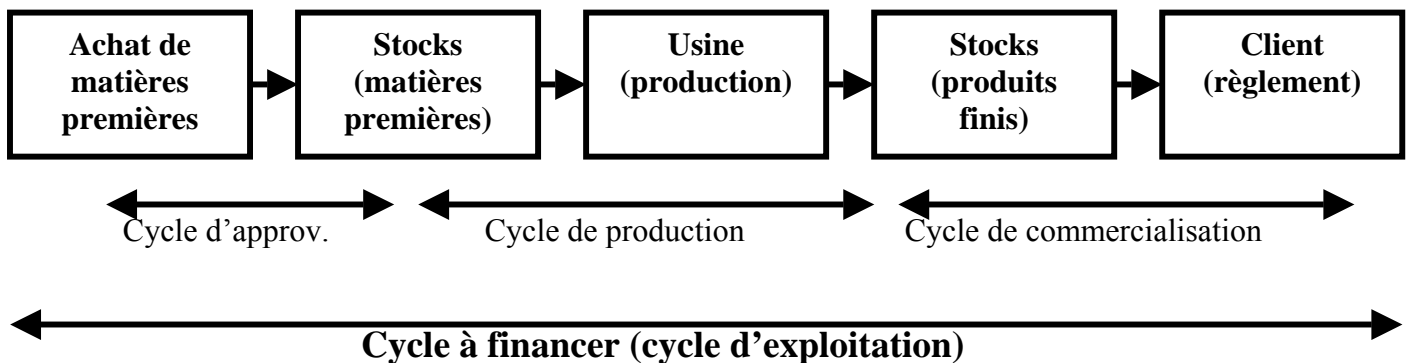 Achat de
matières
premières
Stocks
(matières
premières)
Usine
(production)
Stocks
(produits
finis)
Client
(règlement)
Cycle d’approv.
Cycle de production
Cycle de commercialisation
Cycle à financer (cycle d’exploitation)